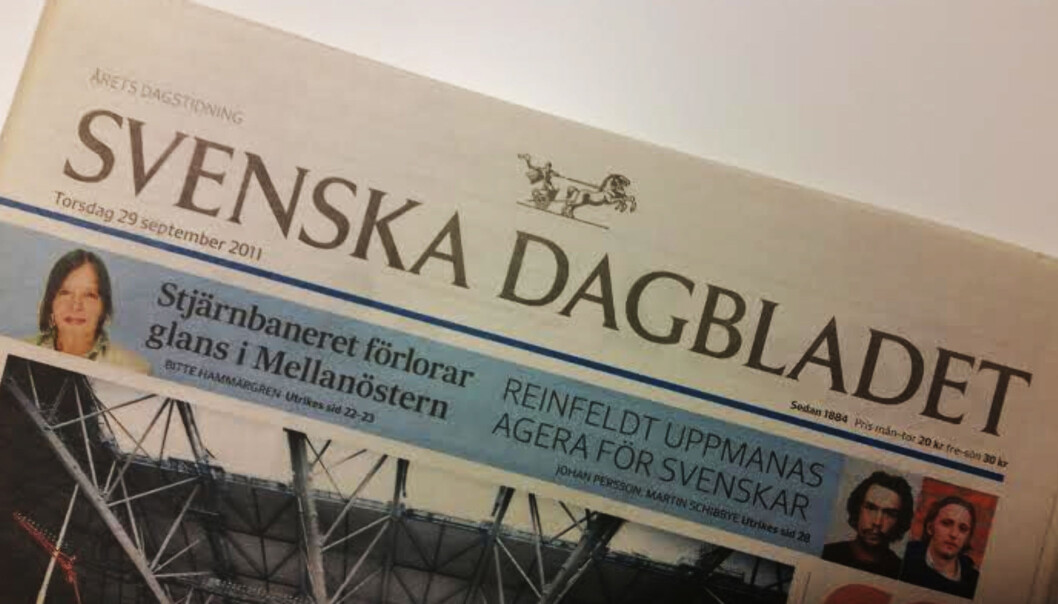 ÅRETS DAGSTIDNING
SVENSKA DAGBLADET
Torsdag 29 september 2011
Sedan 1884 Pris mån–tor 20 kr fre–sön 30 kr
Stjärnbaneret förlorar
glans i Mellanöstern
BITTE HAMMARGREN Utrikes sid 22–23
REINFELDT UPPMANAS
AGERA FÖR SVENSKAR
JOHAN PERSSON, MARTIN SCHIBBYE Utrikes sid 28